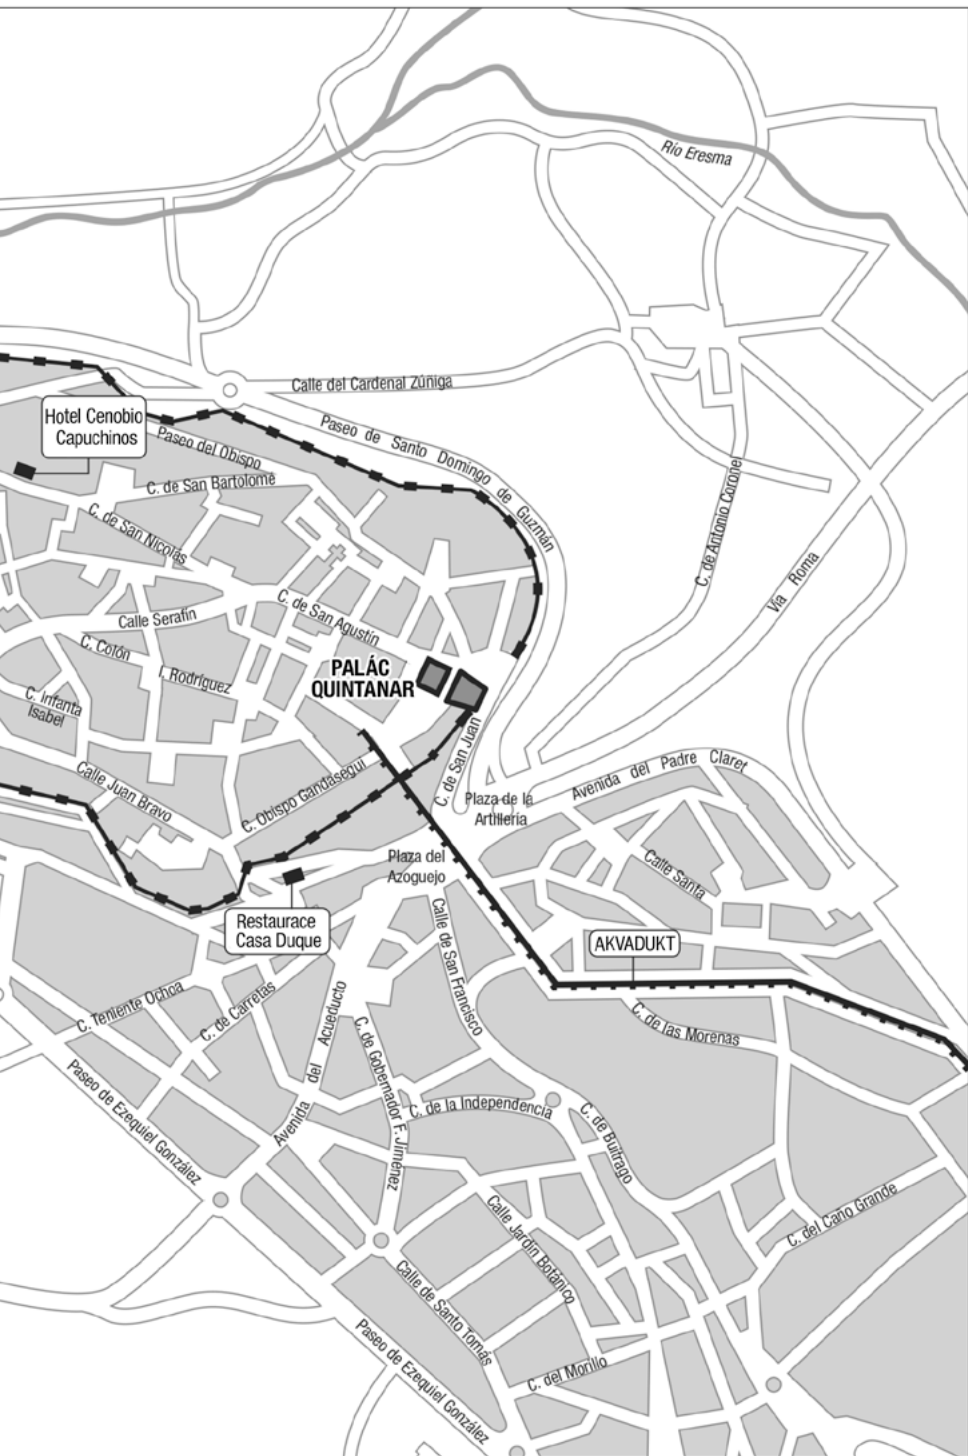 Río Eresma
Calle del Cardenal Zúñiga
Hotel Cenobio
Capuchinos
Paseo de Santo Domingo de Guzmán
Paseo del Obispo
C. de San Bartolomé
C. de Antonio Coronel
C. de San Nicolás
Vía Roma
C. de San Agustín
Calle Serafín
C. Colón
PALÁC
QUINTANAR
I. Rodríguez
C. Infanta
Isabel
C. de San Juan
Calle Juan Bravo
C. Obispo Gandasegui
Avenida del Padre Claret
Plaza de la
Artillería
Plaza del
Azoguejo
Calle Santa
Restaurace
Casa Duque
Calle de San Francisco
AKVADUKT
C. Teniente Ochoa
C. de Carretas
Avenida del Acueducto
C. de las Morenas
C. de Gobernador F. Jiménez
Paseo de Ezequiel González
C. de la Independencia
C. de Buitrago
C. del Caño Grande
Calle Jardín Botánico
Calle de Santo Tomás
Paseo de Ezequiel González
C. del Morillo